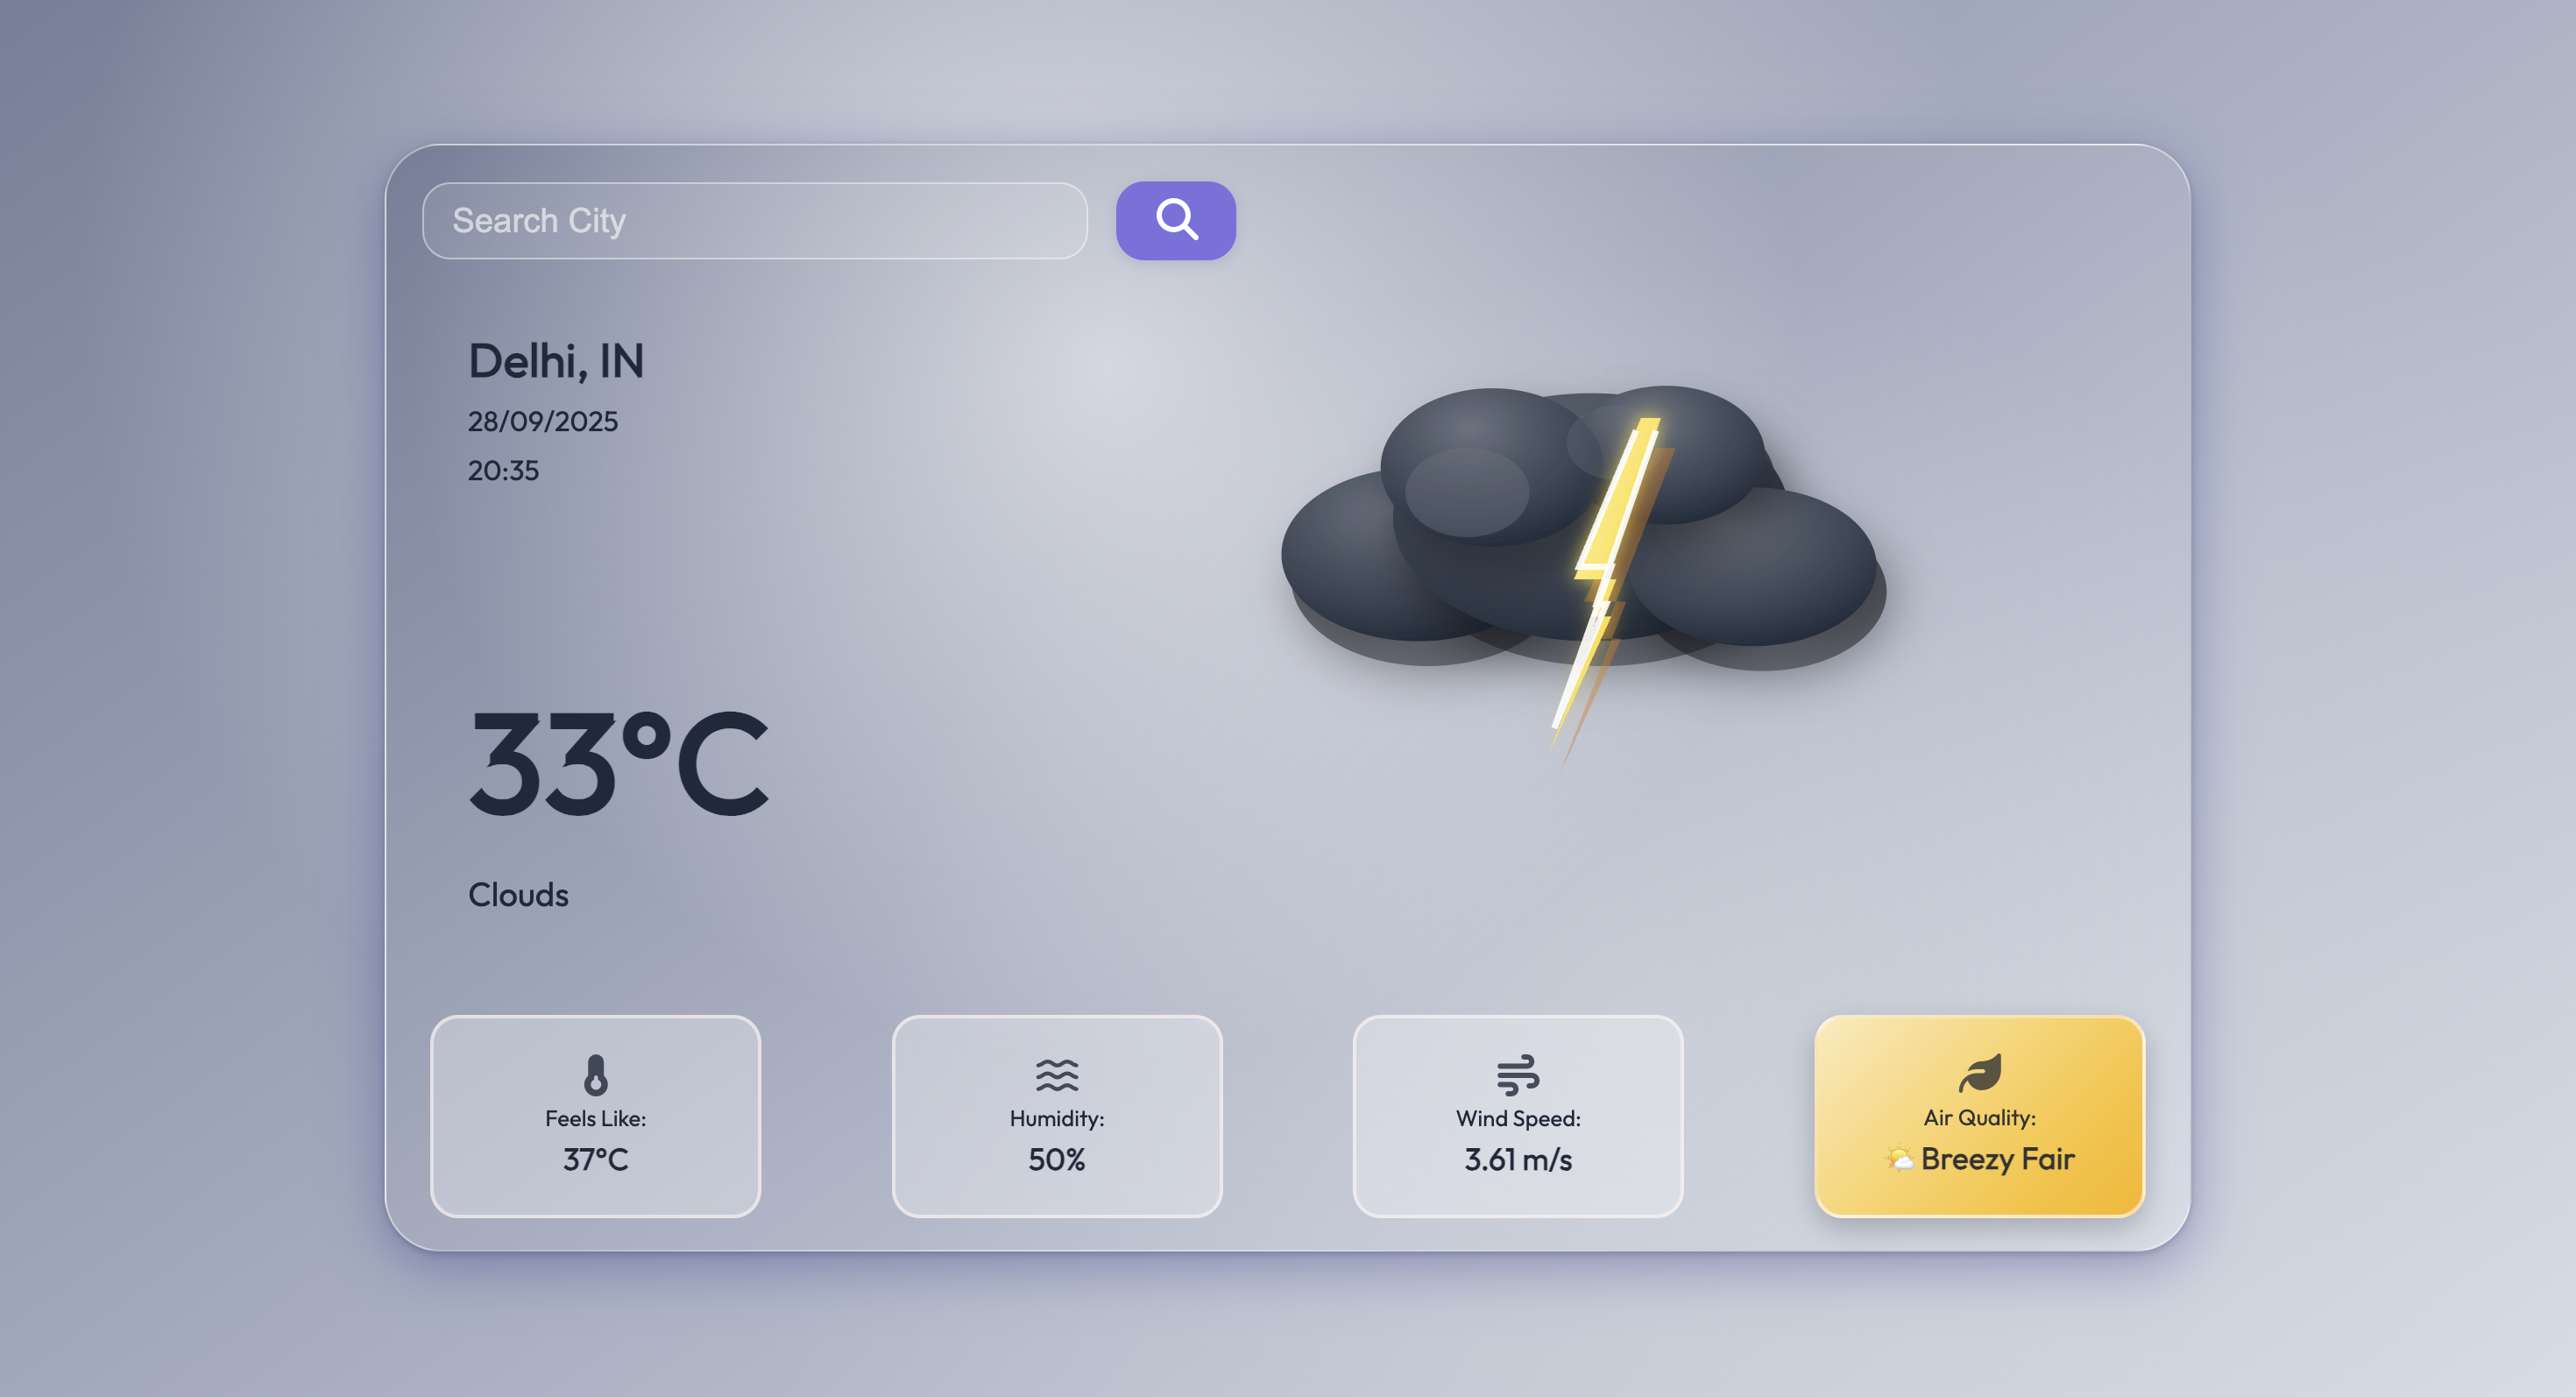 Search City
Delhi, IN
28/09/2025
20:35
33°C
Clouds
Feels Like:
37°C
Humidity:
50%
Wind Speed:
3.61 m/s
Air Quality:
🌤️ Breezy Fair